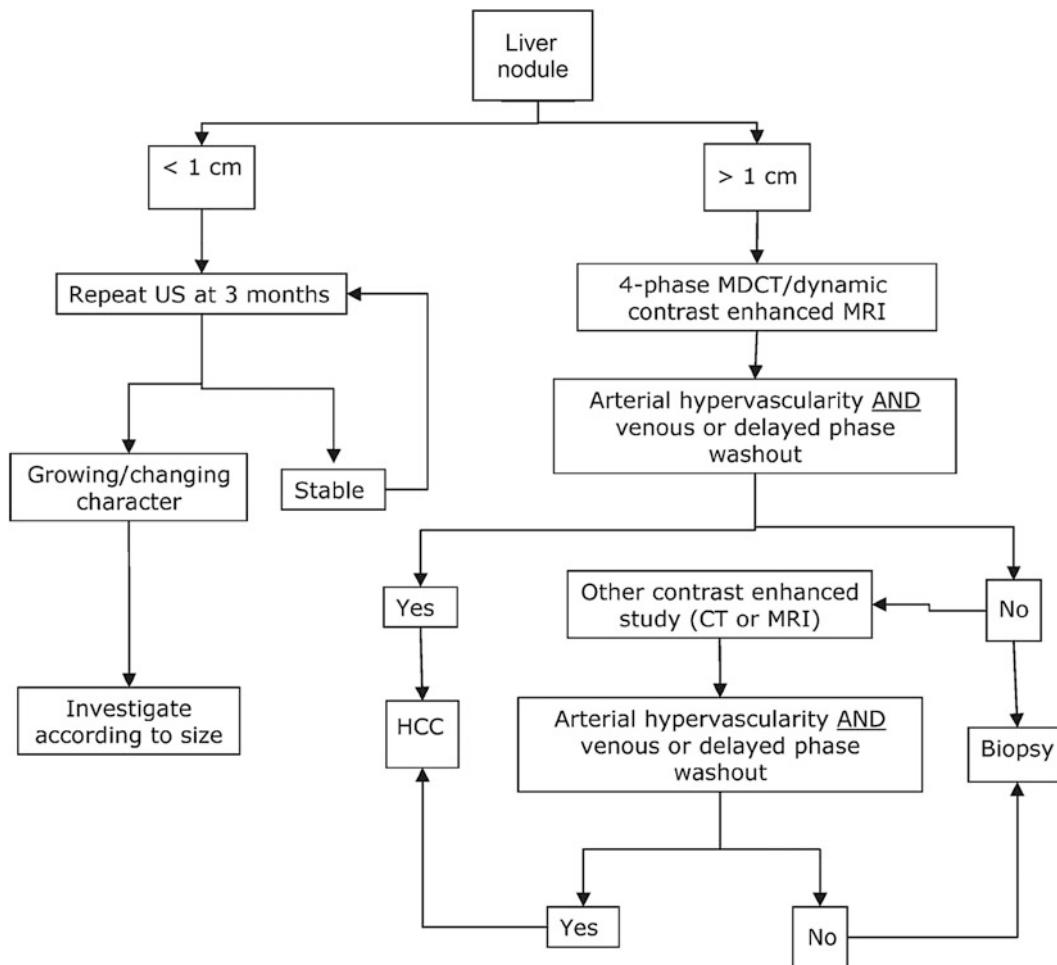 Liver
nodule
< 1 cm
> 1 cm
Repeat US at 3 months
4-phase MDCT/dynamic
contrast enhanced MRI
Arterial hypervascularity AND
venous or delayed phase
washout
Growing/changing
character
Stable
Yes
Other contrast enhanced
study (CT or MRI)
No
Investigate
according to size
HCC
Arterial hypervascularity AND
venous or delayed phase
washout
Biopsy
Yes
No